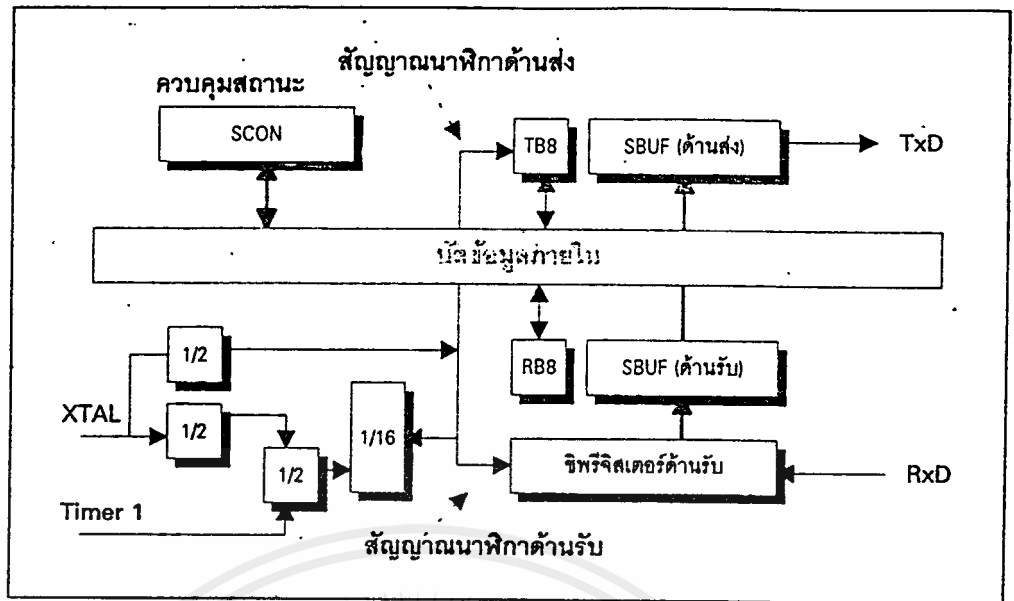 สัญญาณนาฬิกาด้านส่ง
ควบคุมสถานะ
SCON
TB8
SBUF (ด้านส่ง)
TxD
บัสข้อมูลภายใน
1/2
RB8
SBUF (ด้านรับ)
XTAL
1/2
1/16
1/2
ชิพรีจิสเตอร์ด้านรับ
RxD
Timer 1
สัญญาณนาฬิกาด้านรับ